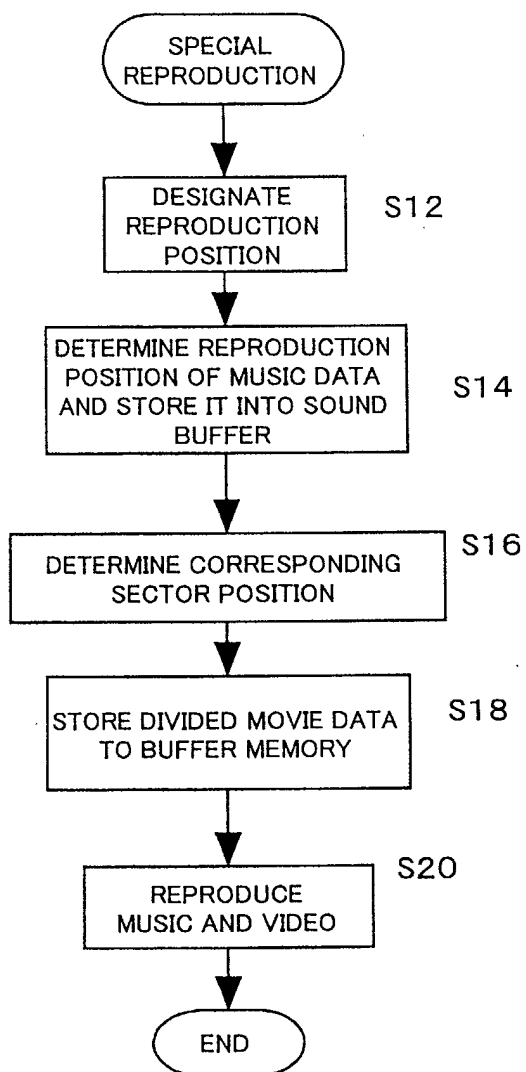 SPECIAL
REPRODUCTION
DESIGNATE
REPRODUCTION
POSITION
S12
DETERMINE REPRODUCTION
POSITION OF MUSIC DATA
AND STORE IT INTO SOUND
BUFFER
S14
DETERMINE CORRESPONDING
SECTOR POSITION
S16
STORE DIVIDED MOVIE DATA
TO BUFFER MEMORY
S18
REPRODUCE
MUSIC AND VIDEO
S20
END